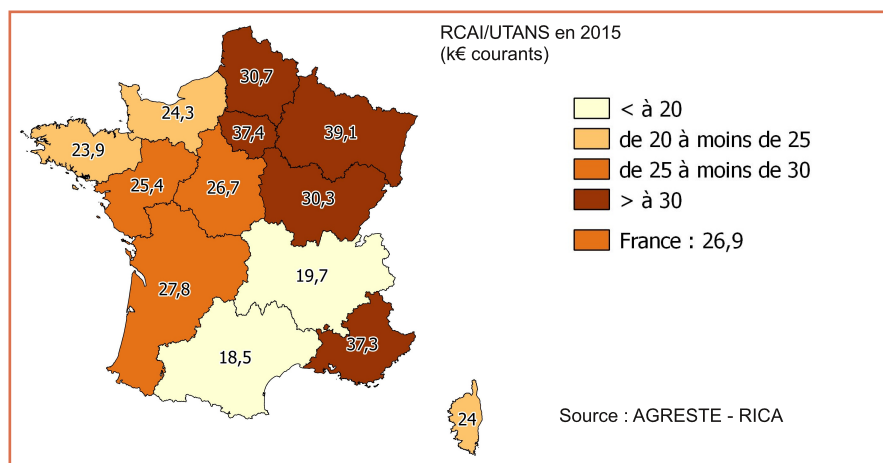 RCAI/UTANS en 2015
(k€ courants)
30,7
24,3
37,4
39,1
23,9
25,4
26,7
30,3
19,7
27,8
18,5
37,3
24
< à 20
de 20 à moins de 25
de 25 à moins de 30
> à 30
France : 26,9
Source : AGRESTE - RICA